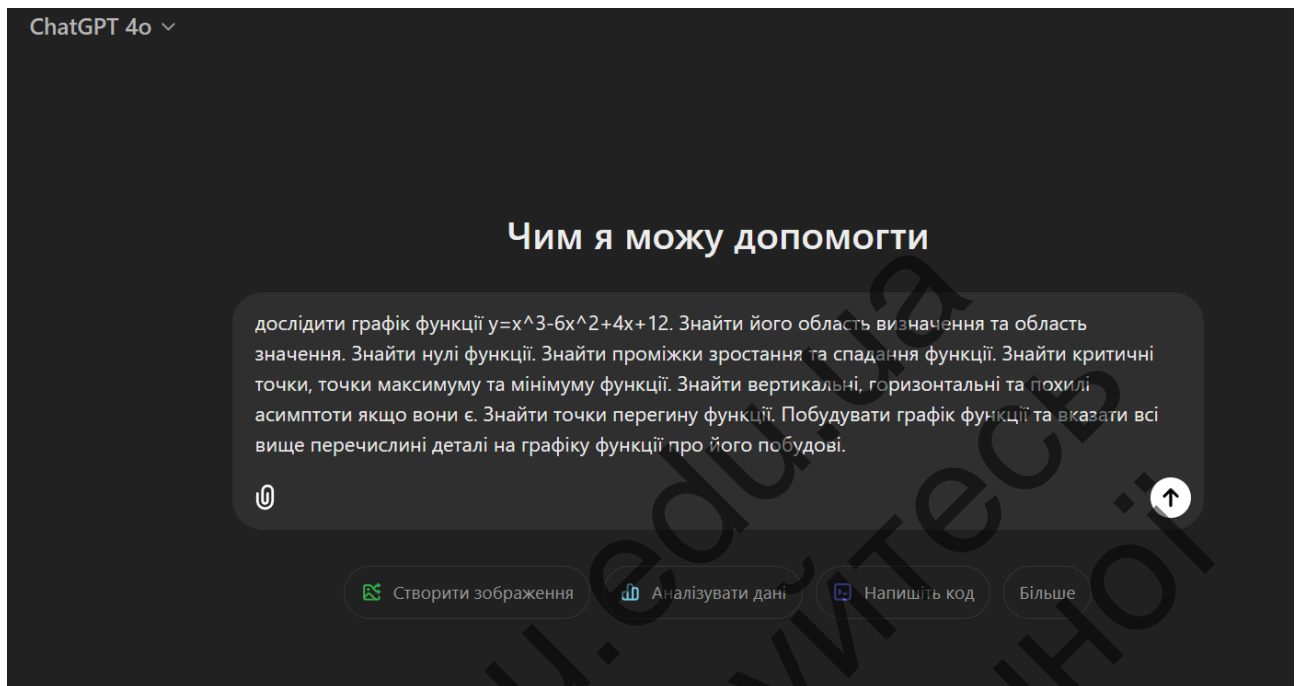 ChatGPT 4o
Чим я можу допомогти
дослідити графік функції y=x^3-6x^2+4x+12. Знайти його область визначення та область
значення. Знайти нулі функції. Знайти проміжки зростання та спадання функції. Знайти критичні
точки, точки максимуму та мінімуму функції. Знайти вертикальні, горизонтальні та похилі
асимптоти якщо вони є. Знайти точки перегину функції. Побудувати графік функції та вказати всі
вище перечислині деталі на графіку функції про його побудові.
Створити зображення
Аналізувати дані
Напишіть код
Більше
u.edu.ua